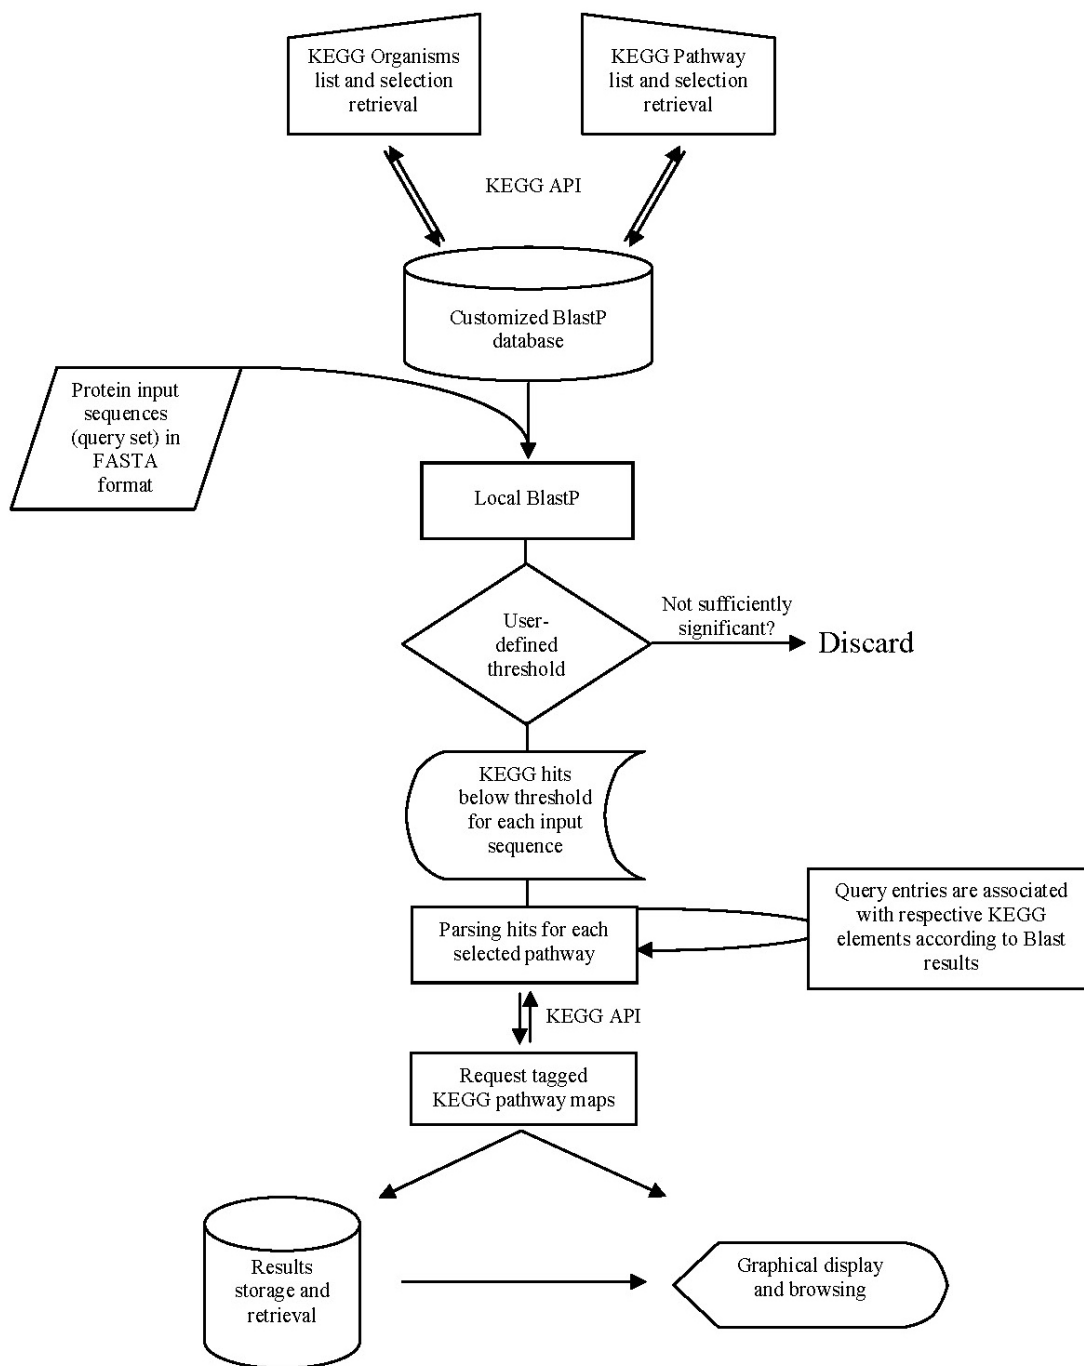 KEGG Organisms
list and selection
retrieval
KEGG Pathway
list and selection
retrieval
KEGG API
Customized BlastP
database
Protein input
sequences
(query set) in
FASTA
format
Local BlastP
User-
defined
threshold
Not sufficiently
significant?
Discard
KEGG hits
below threshold
for each input
sequence
Parsing hits for each
selected pathway
Query entries are associated
with respective KEGG
elements according to Blast
results
KEGG API
Request tagged
KEGG pathway maps
Results
storage and
retrieval
Graphical display
and browsing